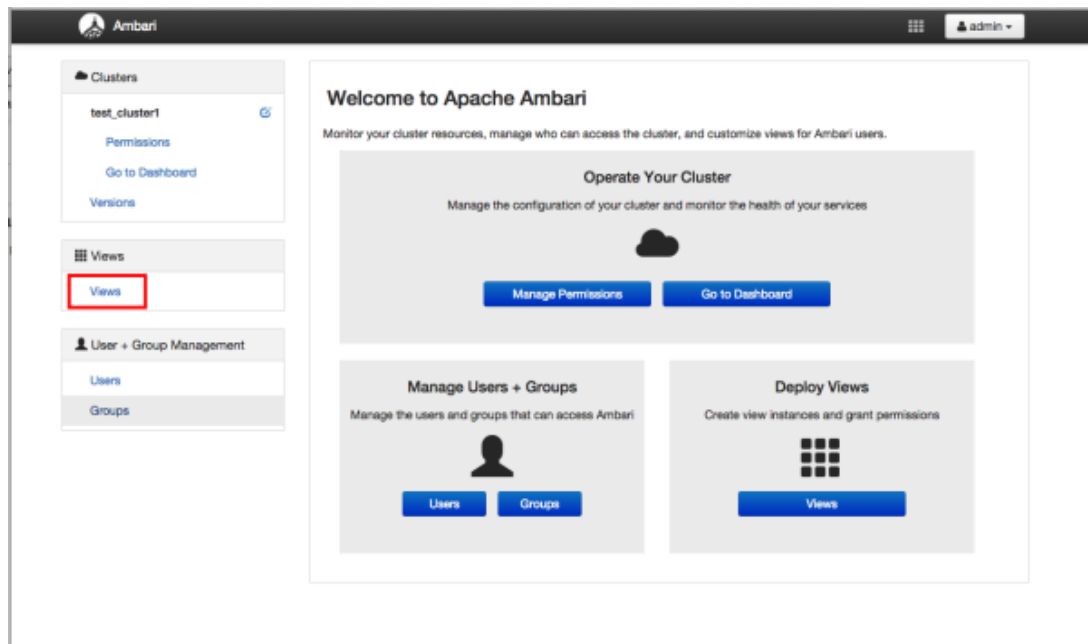 Ambari
admin
Clusters
test_cluster1
Permissions
Go to Dashboard
Versions
Views
Views
User + Group Management
Users
Groups
Welcome to Apache Ambari
Monitor your cluster resources, manage who can access the cluster, and customize views for Ambari users.
Operate Your Cluster
Manage the configuration of your cluster and monitor the health of your services
Manage Permissions
Go to Dashboard
Manage Users + Groups
Manage the users and groups that can access Ambari
Users
Groups
Deploy Views
Create view instances and grant permissions
Views